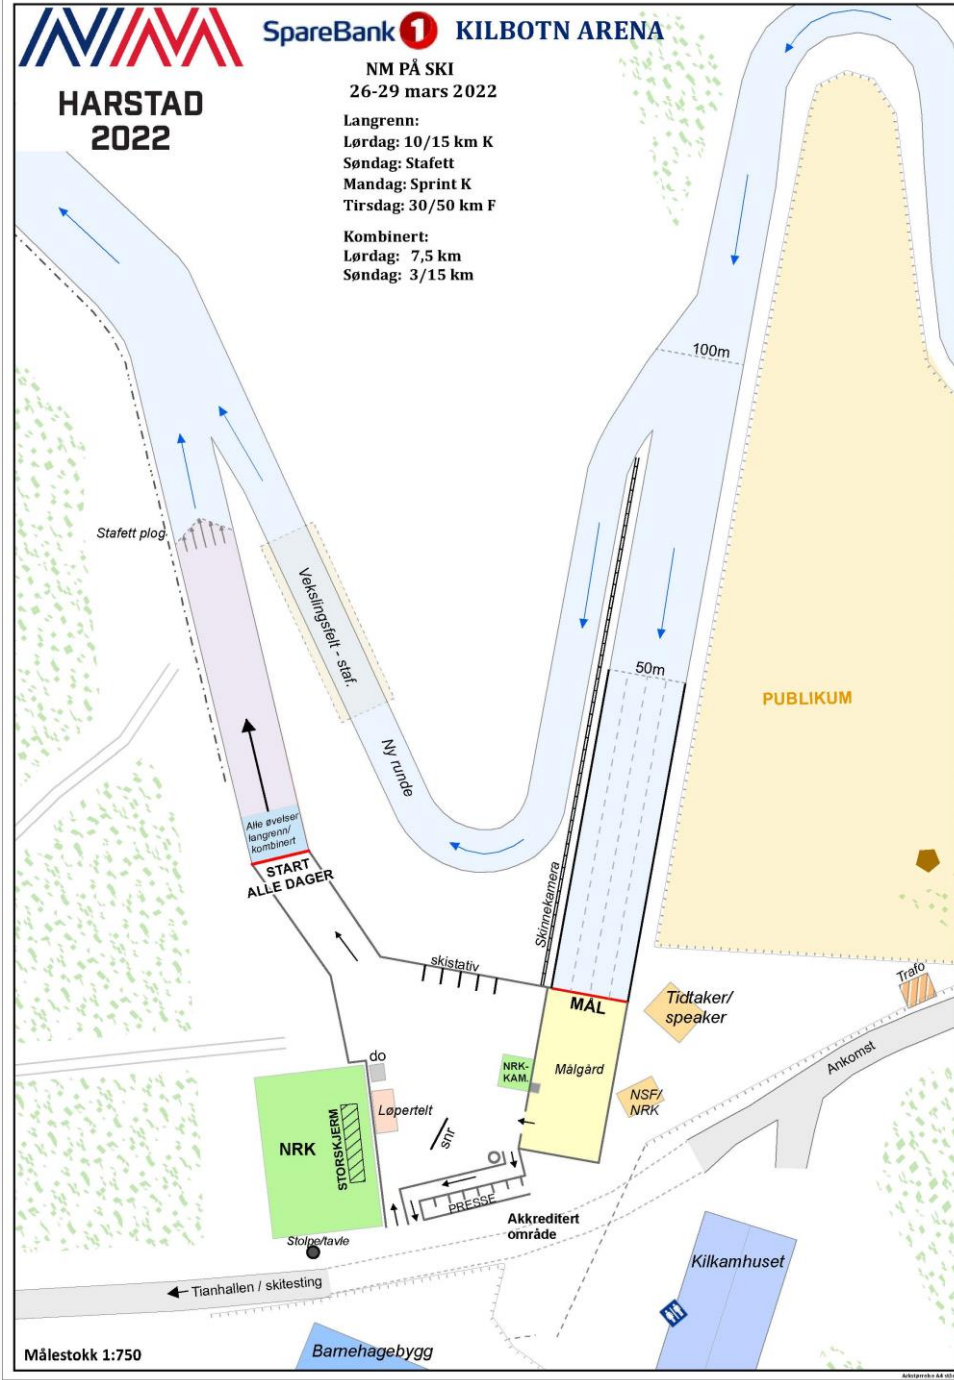 HARSTAD
2022
SpareBank 1 KILBOTN ARENA
NM PÅ SKI
26-29 mars 2022
Langrenn:
Lørdag: 10/15 km K
Søndag: Stafett
Mandag: Sprint K
Tirsdag: 30/50 km F
Kombinert:
Lørdag: 7,5 km
Søndag: 3/15 km
100m
Stafett plog
Vekslingsfelt - staf.
50m
PUBLIKUM
Ny runde
Alle øvelser
langrenn/
kombinert
START
ALLE DAGER
Skinnekamera
skistativ
MÅL
Tidtaker/
speaker
Trafo
Ankomst
do
NRK-
KAM.
Målgård
NSF/
NRK
Løpertelt
NRK
STORSKJERM
snr
PRESSE
Akkreditert
område
Stolpe/tavle
Kilkamhuset
Tianhallen / skitesting
Barnehagebygg
Målestokk 1:750